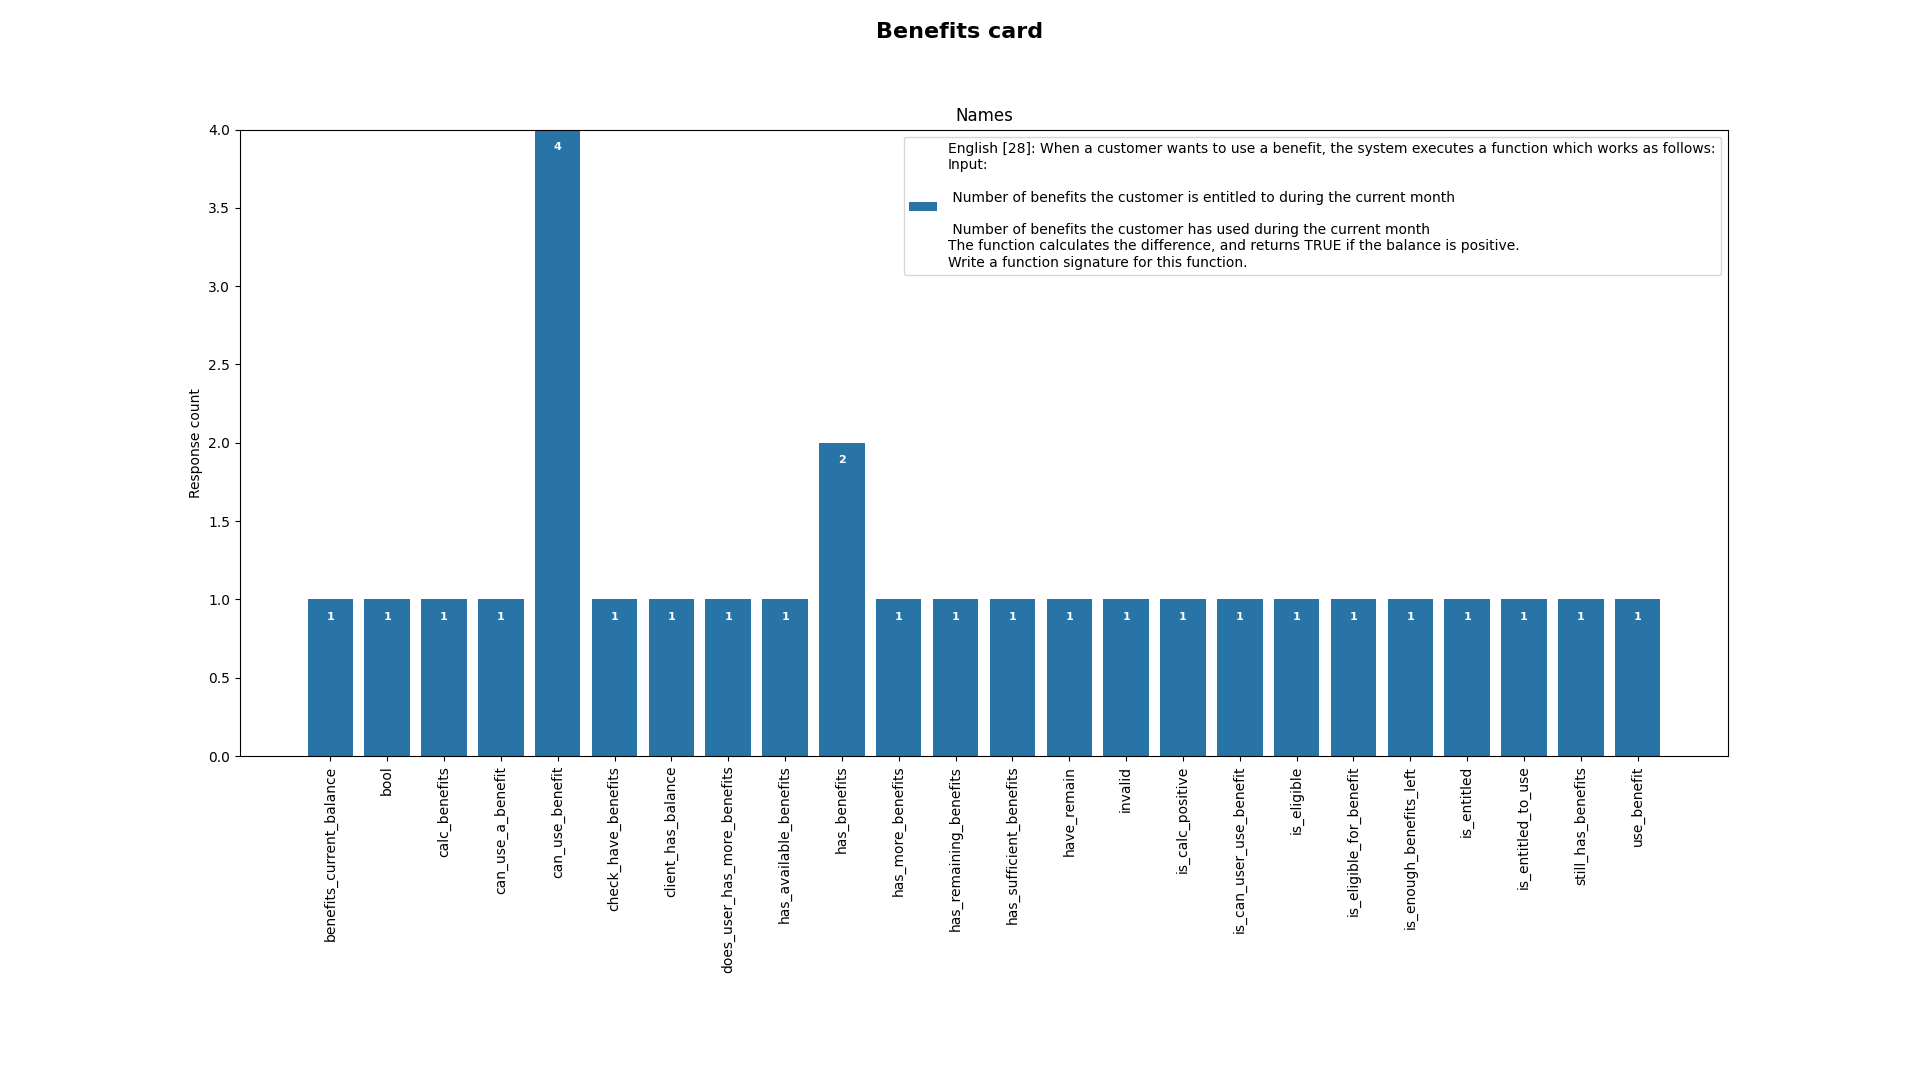 Benefits card
Names
English [28]: When a customer wants to use a benefit, the system executes a function which works as follows:
Input:
Number of benefits the customer is entitled to during the current month
Number of benefits the customer has used during the current month
The function calculates the difference, and returns TRUE if the balance is positive.
Write a function signature for this function.
Response count
4.0
3.5
3.0
2.5
2.0
1.5
1.0
0.5
0.0
1
1
1
1
4
1
1
1
1
2
1
1
1
1
1
1
1
1
1
1
1
1
1
1
benefits_current_balance
bool
calc_benefits
can_use_a_benefit
can_use_benefit
check_have_benefits
client_has_balance
does_user_has_more_benefits
has_available_benefits
has_benefits
has_more_benefits
has_remaining_benefits
has_sufficient_benefits
have_remain
invalid
is_calc_positive
is_can_user_use_benefit
is_eligible
is_eligible_for_benefit
is_enough_benefits_left
is_entitled
is_entitled_to_use
still_has_benefits
use_benefit